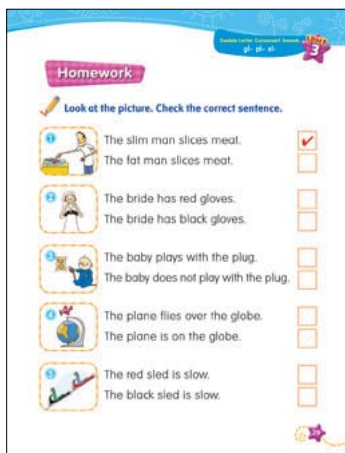 Double Letter Consonant Sounds
gl- pl- sl-
Unit
3
Homework
Look at the picture. Check the correct sentence.
1
The slim man slices meat.
The fat man slices meat.
2
The bride has red gloves.
The bride has black gloves.
3
The baby plays with the plug.
The baby does not play with the plug.
4
The plane flies over the globe.
The plane is on the globe.
5
The red sled is slow.
The black sled is slow.
29